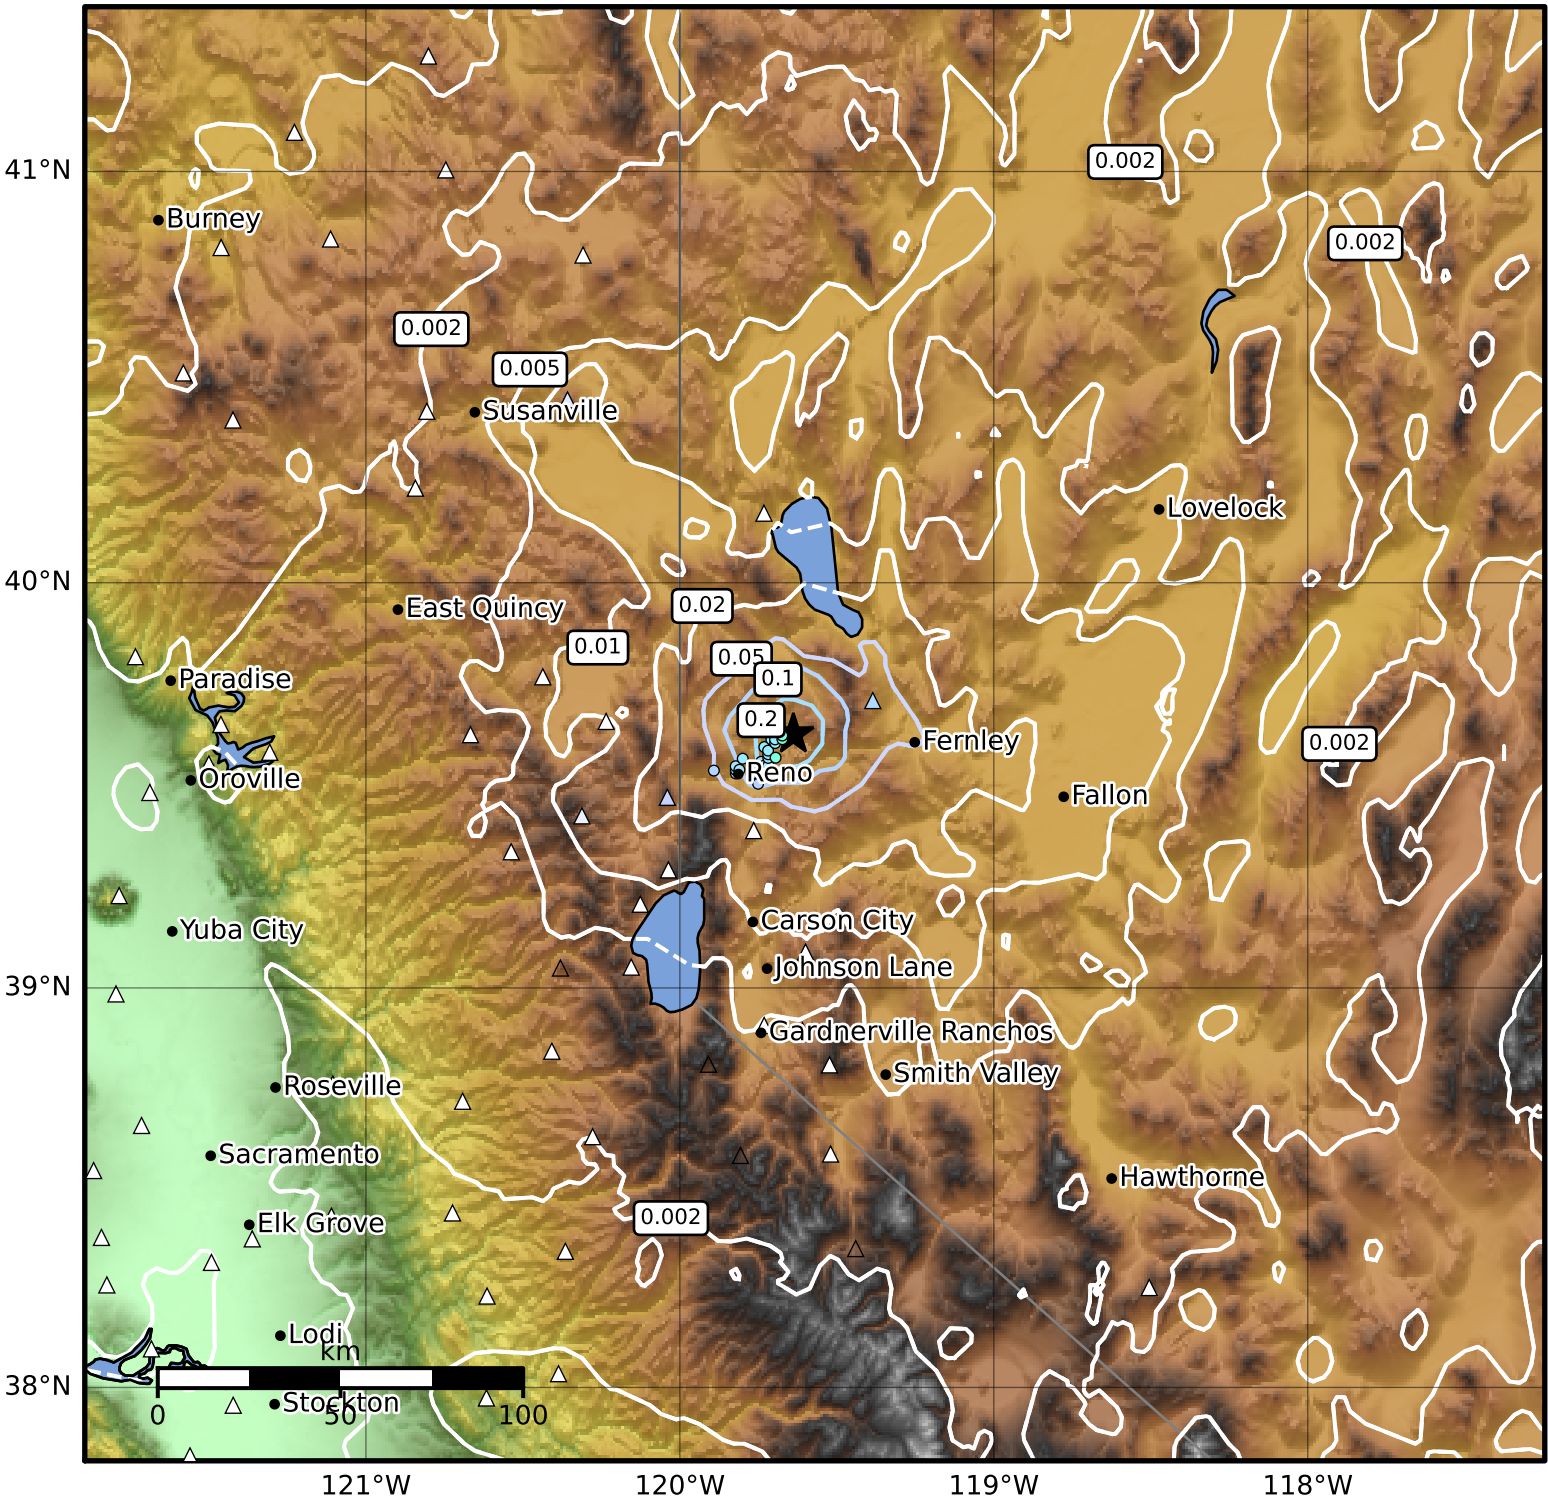 0.002
41°N
Burney
0.002
0.002
0.005
Susanville
Lovelock
40°N
East Quincy
0.02
0.01
0.05
0.1
Paradise
0.2
Fernley
0.002
Reno
Oroville
Fallon
Carson City
Yuba City
Johnson Lane
39°N
Gardnerville Ranchos
Smith Valley
Roseville
Sacramento
Hawthorne
0.002
Elk Grove
Lodi
km
38°N
Stockton
0
50
100
121°W
120°W
119°W
118°W